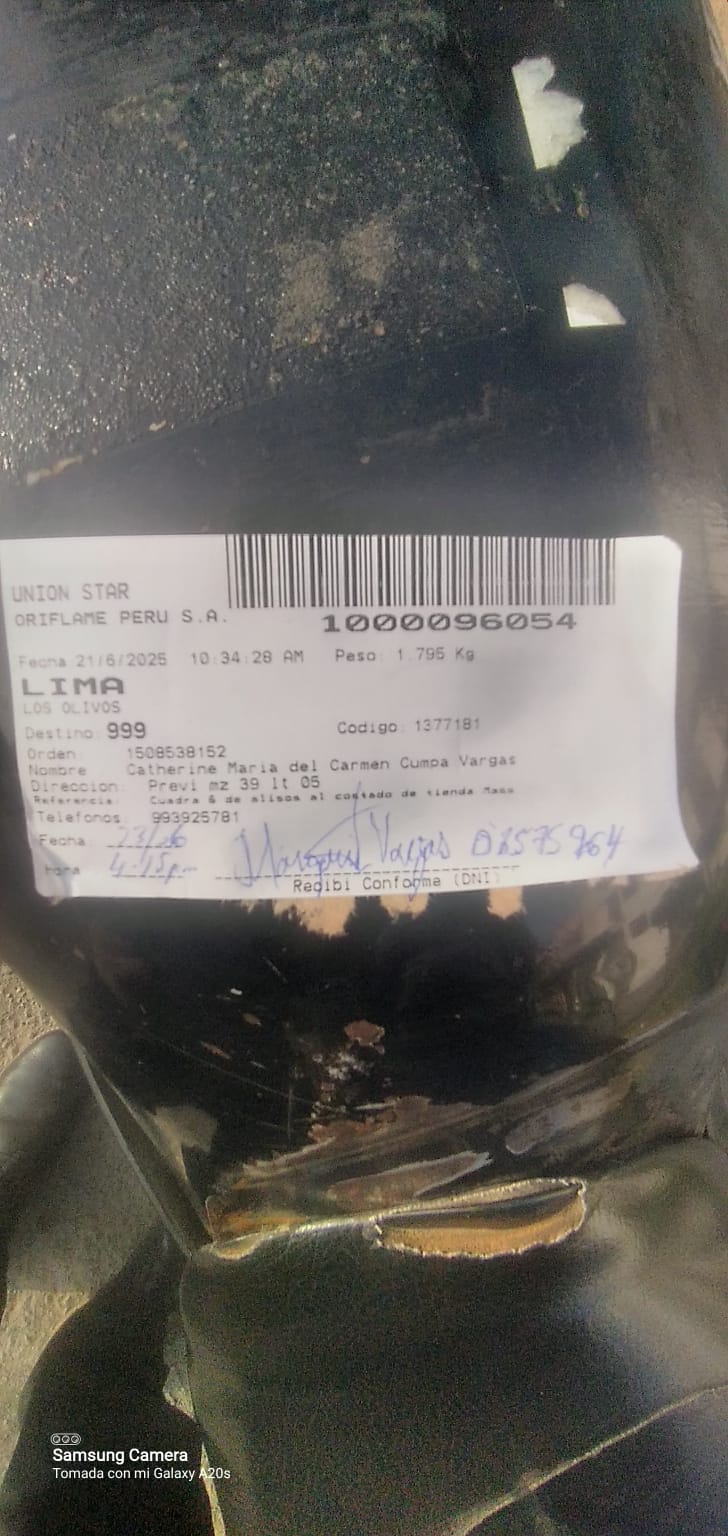 UNION STAR
ORIFLAME PERU S.A.
1000096054
Fecha 21/6/2025 10:34:28 AM Peso: 1.795 Kg
LIMA
LOS OLIVOS
Destino: 999 Codigo: 1377181
Orden: 1508538152
Nombre Catherine Maria del Carmen Cumpa Vargas
Direccion: Previ mz 39 lt 05
Referencia: Cuadra 6 de alisos al costado de tienda Mass
Telefonos: 993925781
Fecha: 23/06
Hora 4:15pm Vargas
Recibi Conforme (DNI)
Samsung Camera
Tomada con mi Galaxy A20s